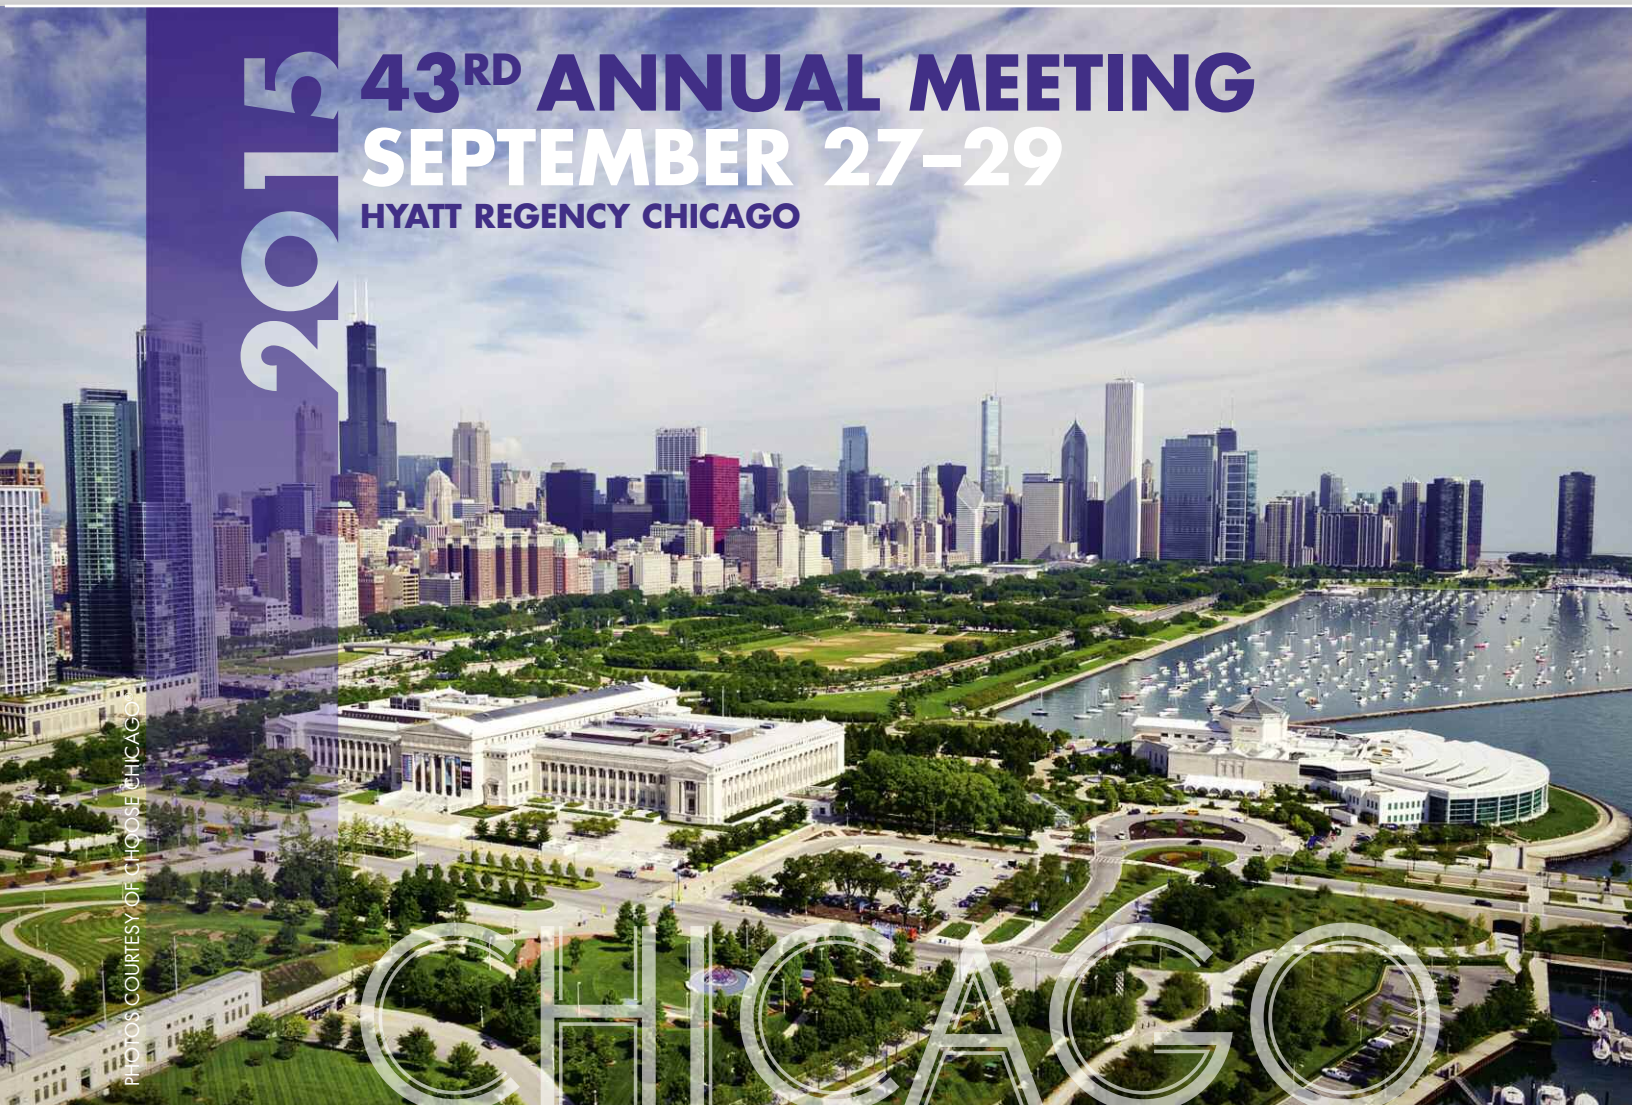 2015
43RD ANNUAL MEETING
SEPTEMBER 27–29
HYATT REGENCY CHICAGO
PHOTOS COURTESY OF CHOOSE CHICAGO
CHICAGO